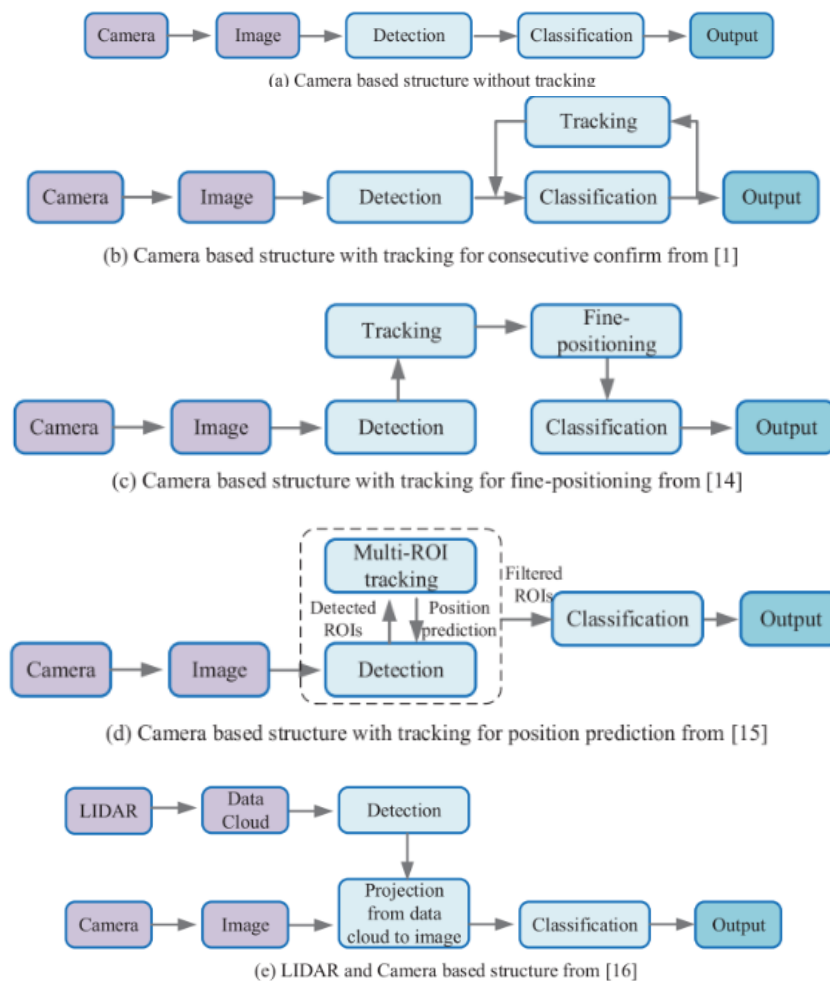 Camera
Image
Detection
Classification
Output
(a) Camera based structure without tracking
Tracking
Camera
Image
Detection
Classification
Output
(b) Camera based structure with tracking for consecutive confirm from [1]
Tracking
Fine-
positioning
Camera
Image
Detection
Classification
Output
(c) Camera based structure with tracking for fine-positioning from [14]
Multi-ROI
tracking
Detected
ROIs
Position
prediction
Filtered
ROIs
Camera
Image
Detection
Classification
Output
(d) Camera based structure with tracking for position prediction from [15]
LIDAR
Data
Cloud
Detection
Camera
Image
Projection
from data
cloud to image
Classification
Output
(e) LIDAR and Camera based structure from [16]